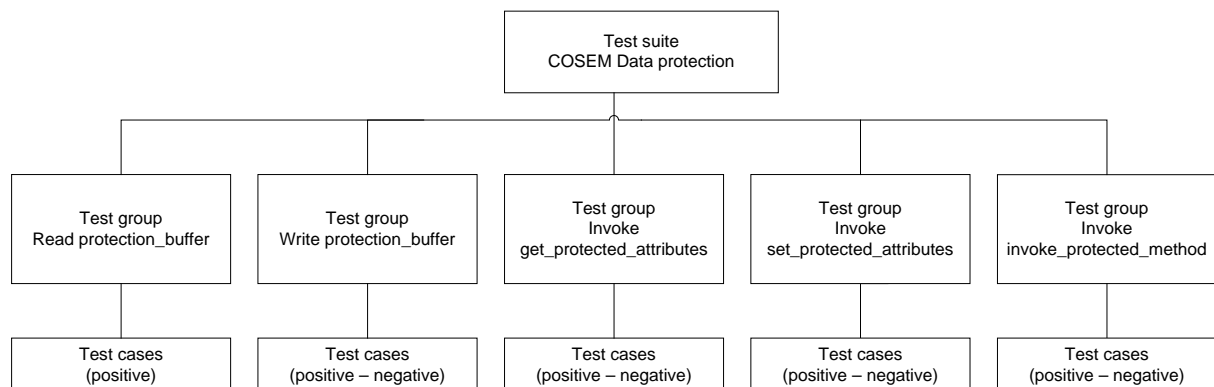 Test suite
COSEM Data protection
Test group
Read protection_buffer
Test group
Write protection_buffer
Test group
Invoke
get_protected_attributes
Test group
Invoke
set_protected_attributes
Test group
Invoke
invoke_protected_method
Test cases
(positive)
Test cases
(positive – negative)
Test cases
(positive – negative)
Test cases
(positive – negative)
Test cases
(positive – negative)